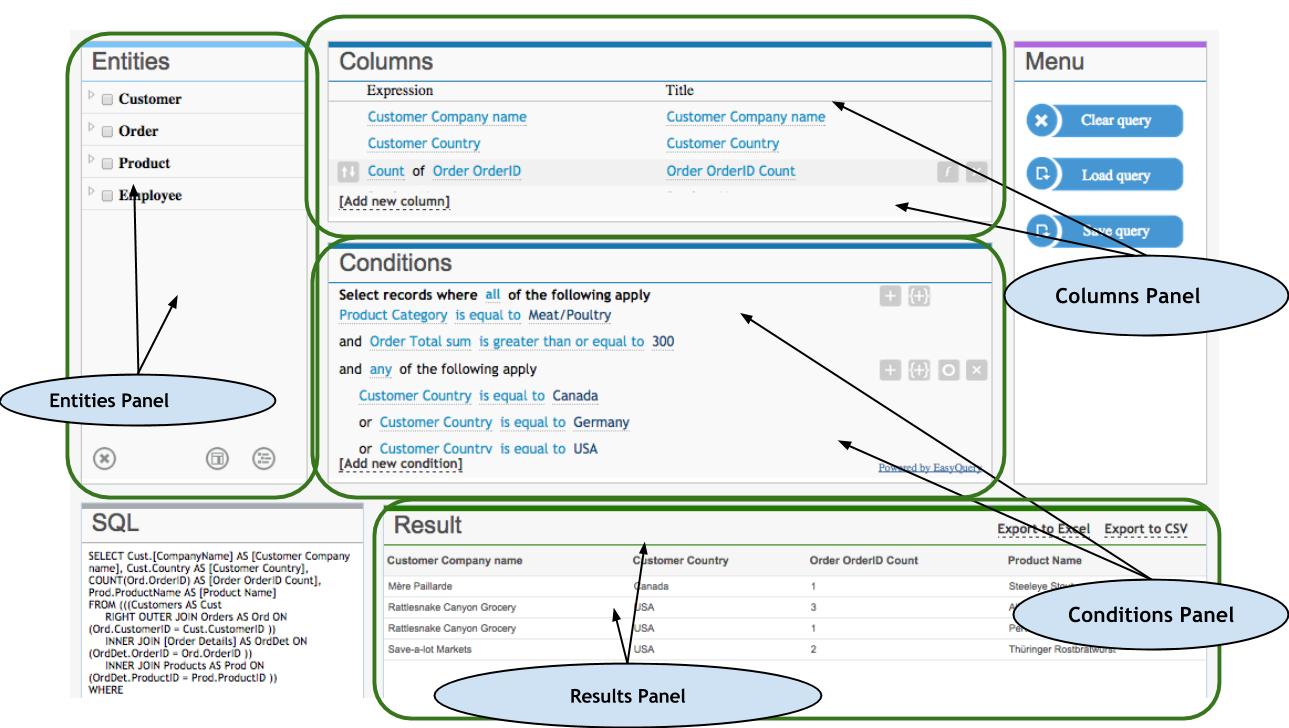 Entities
Customer
Order
Product
Employee
Entities Panel
Columns
Expression Title
Customer Company name Customer Company name
Customer Country Customer Country
Count of Order OrderID Order OrderID Count
[Add new column]
Menu
Clear query
Load query
Save query
Columns Panel
Conditions
Select records where all of the following apply
Product Category is equal to Meat/Poultry
and Order Total sum is greater than or equal to 300
and any of the following apply
Customer Country is equal to Canada
or Customer Country is equal to Germany
or Customer Country is equal to USA
[Add new condition]
Powered by EasyQuery
SQL
SELECT Cust.[CompanyName] AS [Customer Company
name], Cust.Country AS [Customer Country],
COUNT(Ord.OrderID) AS [Order OrderID Count],
Prod.ProductName AS [Product Name]
FROM (((Customers AS Cust
RIGHT OUTER JOIN Orders AS Ord ON
(Ord.CustomerID = Cust.CustomerID ))
INNER JOIN [Order Details] AS OrdDet ON
(OrdDet.OrderID = Ord.OrderID ))
INNER JOIN Products AS Prod ON
(OrdDet.ProductID = Prod.ProductID ))
WHERE
Result
Export to Excel Export to CSV
Customer Company name Customer Country Order OrderID Count Product Name
Mère Paillarde Canada 1 Steeleye
Rattlesnake Canyon Grocery USA 3
Rattlesnake Canyon Grocery USA 1
Save-a-lot Markets USA 2 Thüringer Rostbratwurst
Conditions Panel
Results Panel